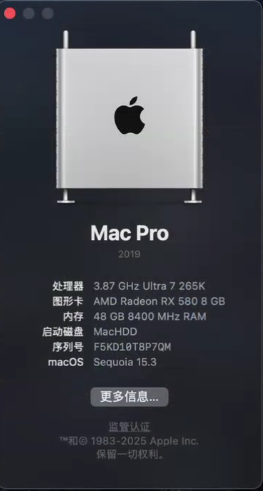 Mac Pro
2019
处理器 3.87 GHz Ultra 7 265K
图形卡 AMD Radeon RX 580 8 GB
内存 48 GB 8400 MHz RAM
启动磁盘 MacHDD
序列号 F5KD10T8P7QM
macOS Sequoia 15.3
更多信息...
监管认证
™和© 1983-2025 Apple Inc.
保留一切权利。